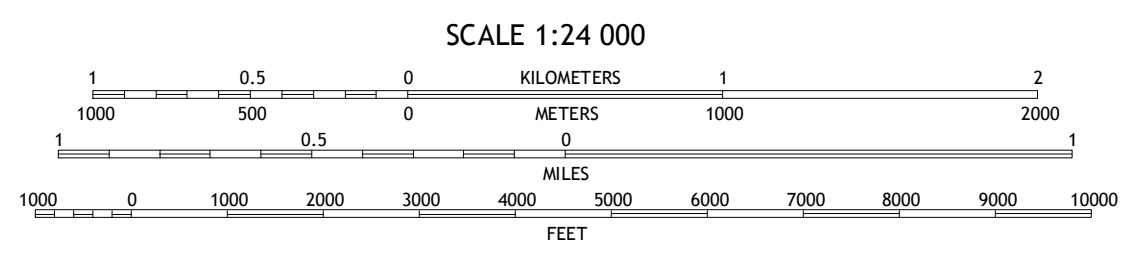 SCALE 1:24 000
1 0.5 0 KILOMETERS 1 2
1000 500 0 METERS 1000 2000
1 0.5 0 1
MILES
1000 0 1000 2000 3000 4000 5000 6000 7000 8000 9000 10000
FEET